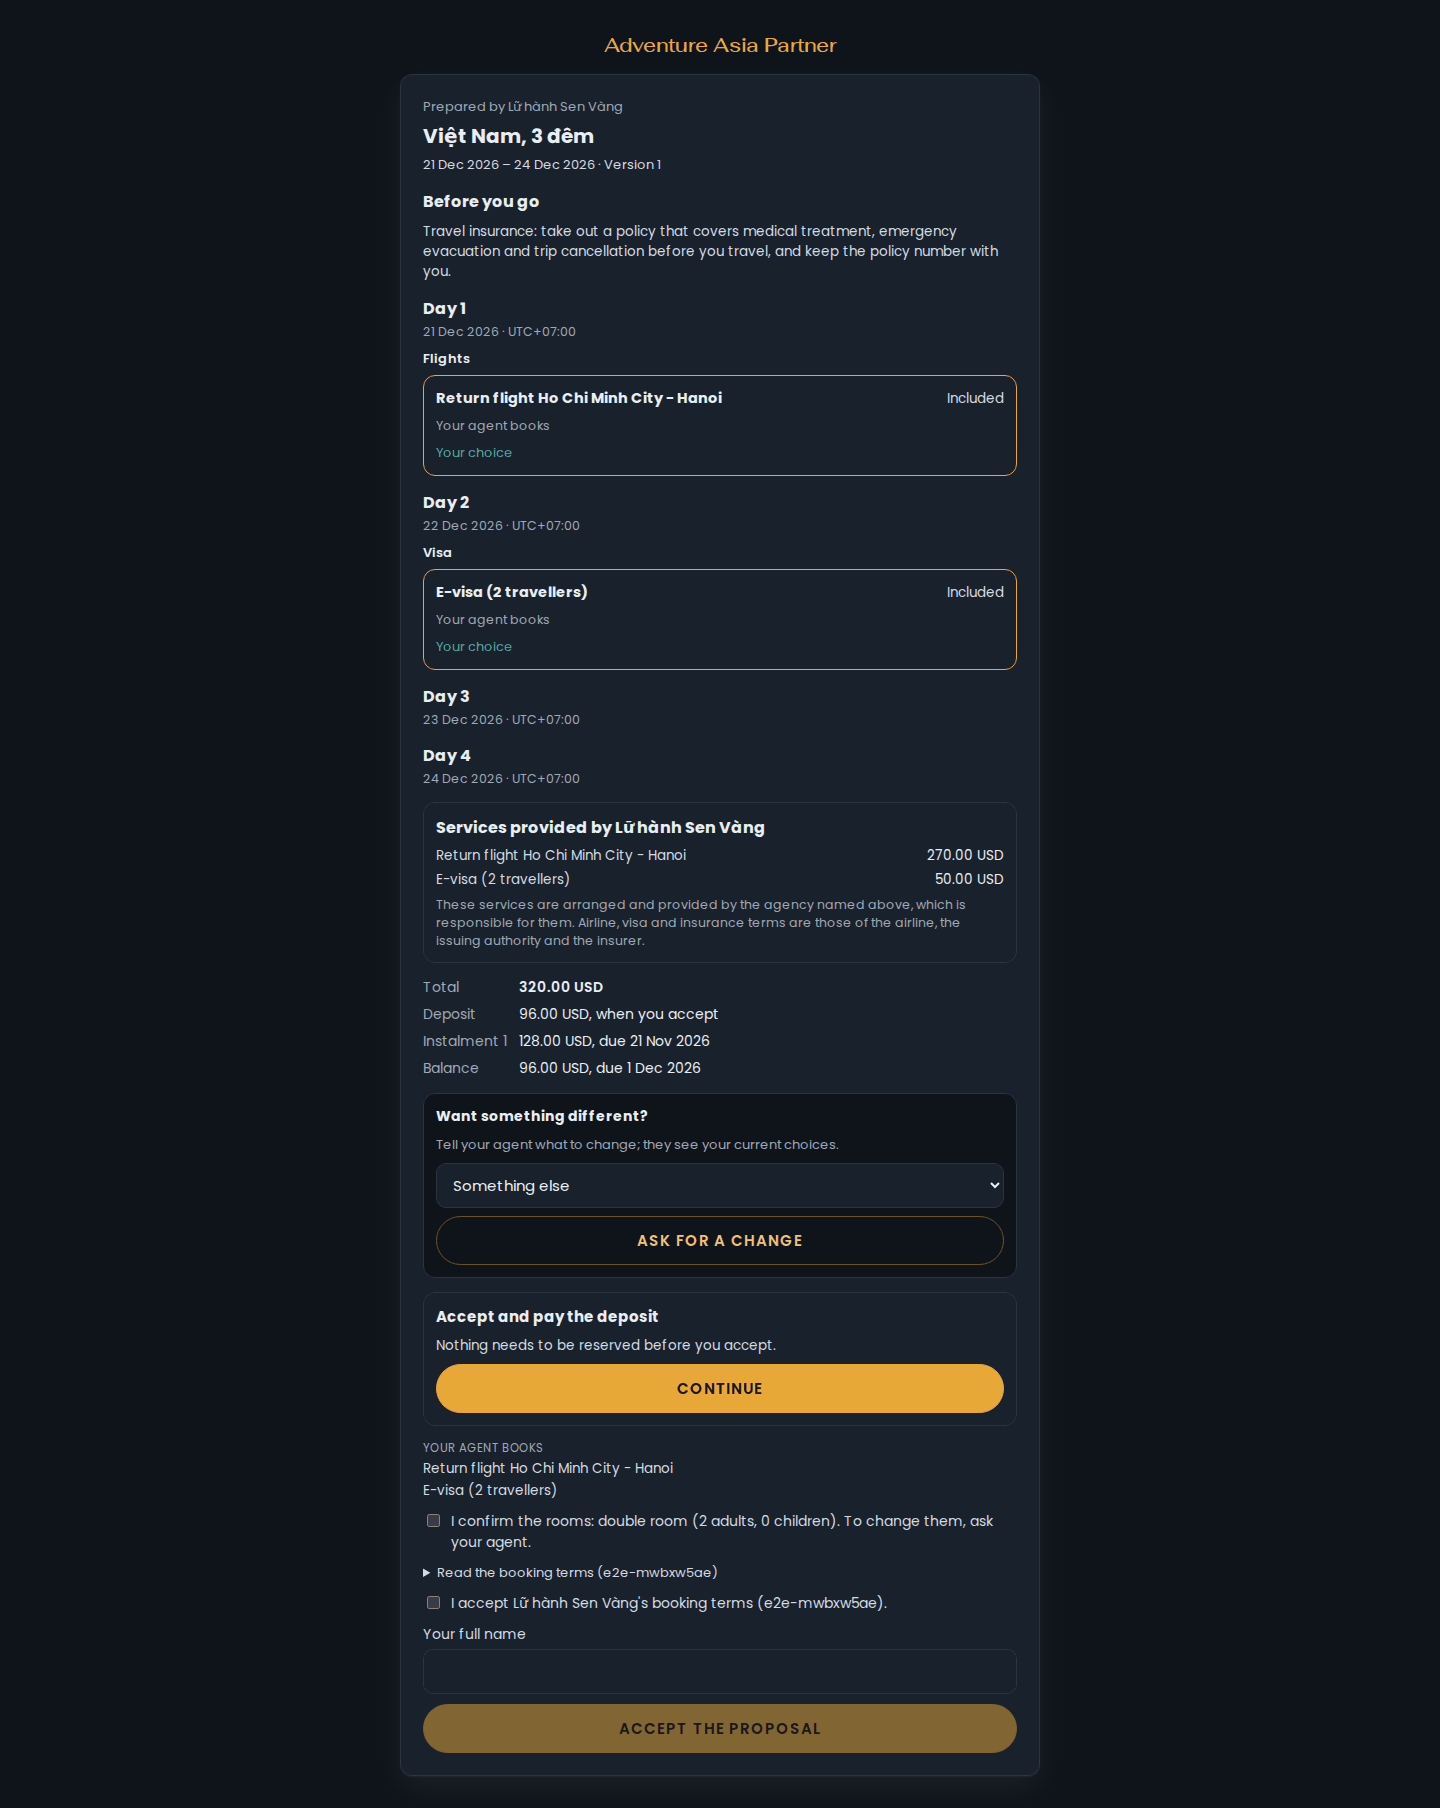 Adventure Asia Partner
Prepared by Lữ hành Sen Vàng
Việt Nam, 3 đêm
21 Dec 2026 – 24 Dec 2026 · Version 1
Before you go
Travel insurance: take out a policy that covers medical treatment, emergency
evacuation and trip cancellation before you travel, and keep the policy number with
you.
Day 1
21 Dec 2026 · UTC+07:00
Flights
Return flight Ho Chi Minh City - Hanoi
Included
Your agent books
Your choice
Day 2
22 Dec 2026 · UTC+07:00
Visa
E-visa (2 travellers)
Included
Your agent books
Your choice
Day 3
23 Dec 2026 · UTC+07:00
Day 4
24 Dec 2026 · UTC+07:00
Services provided by Lữ hành Sen Vàng
Return flight Ho Chi Minh City - Hanoi 270.00 USD
E-visa (2 travellers) 50.00 USD
These services are arranged and provided by the agency named above, which is
responsible for them. Airline, visa and insurance terms are those of the airline, the
issuing authority and the insurer.
Total 320.00 USD
Deposit 96.00 USD, when you accept
Instalment 1 128.00 USD, due 21 Nov 2026
Balance 96.00 USD, due 1 Dec 2026
Want something different?
Tell your agent what to change; they see your current choices.
Something else
ASK FOR A CHANGE
Accept and pay the deposit
Nothing needs to be reserved before you accept.
CONTINUE
YOUR AGENT BOOKS
Return flight Ho Chi Minh City - Hanoi
E-visa (2 travellers)
I confirm the rooms: double room (2 adults, 0 children). To change them, ask
your agent.
Read the booking terms (e2e-mwbxw5ae)
I accept Lữ hành Sen Vàng's booking terms (e2e-mwbxw5ae).
Your full name
ACCEPT THE PROPOSAL